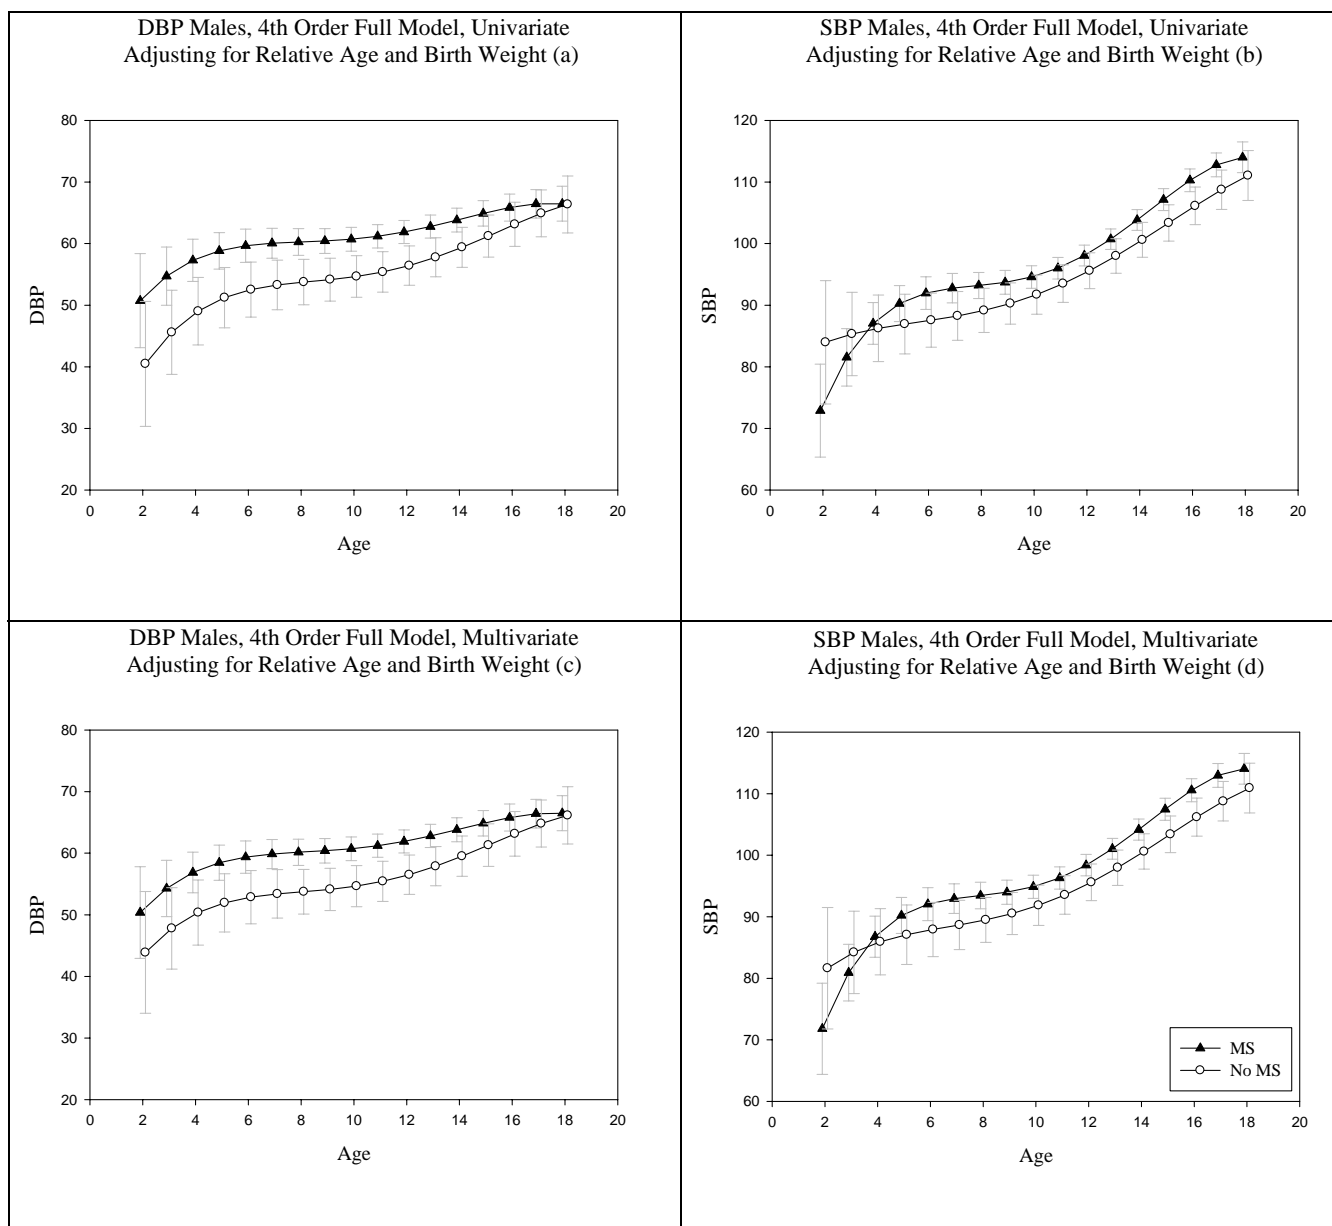 DBP Males, 4th Order Full Model, Univariate
Adjusting for Relative Age and Birth Weight (a)
80
70
60
50
40
30
20
DBP
0 2 4 6 8 10 12 14 16 18 20
Age
SBP Males, 4th Order Full Model, Univariate
Adjusting for Relative Age and Birth Weight (b)
120
110
100
90
80
70
60
SBP
0 2 4 6 8 10 12 14 16 18 20
Age
DBP Males, 4th Order Full Model, Multivariate
Adjusting for Relative Age and Birth Weight (c)
80
70
60
50
40
30
20
DBP
0 2 4 6 8 10 12 14 16 18 20
Age
SBP Males, 4th Order Full Model, Multivariate
Adjusting for Relative Age and Birth Weight (d)
120
110
100
90
80
70
60
SBP
MS
No MS
0 2 4 6 8 10 12 14 16 18 20
Age